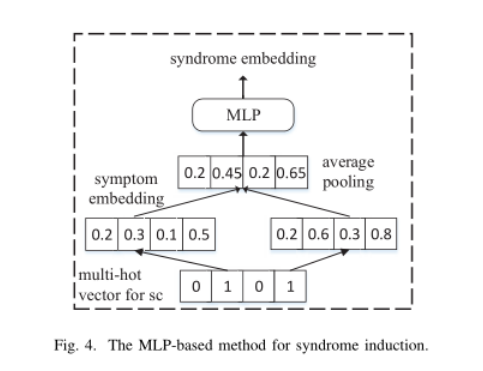 syndrome embedding
MLP
0.2 0.45 0.2 0.65
average
pooling
symptom
embedding
0.2 0.3 0.1 0.5
0.2 0.6 0.3 0.8
multi-hot
vector for sc
0 1 0 1
Fig. 4. The MLP-based method for syndrome induction.